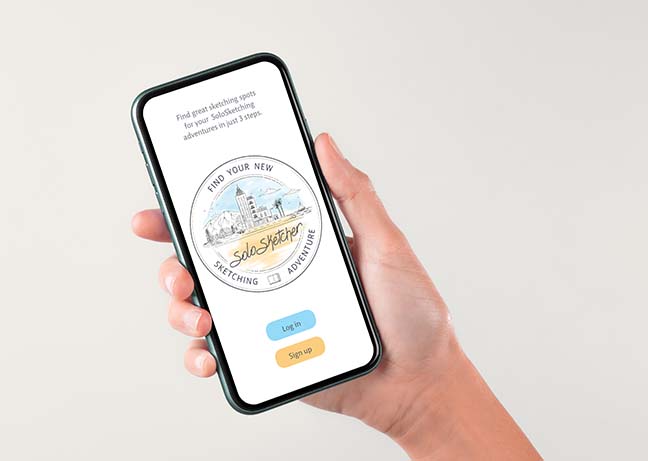 Find great sketching spots
for your SoloSketching
adventures in just 3 steps.
FIND YOUR NEW
SoloSketcher
SKETCHING ADVENTURE
Log in
Sign up